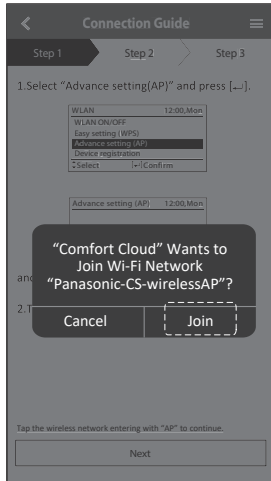 Connection Guide
Step 1 Step 2 Step 3
1.Select “Advance setting(AP)” and press [↵].
WLAN 12:00,Mon
WLAN ON/OFF
Easy setting (WPS)
Advance setting (AP)
Device registration
Select [↵]Confirm
Advance setting (AP) 12:00,Mon
“Comfort Cloud” Wants to
Join Wi-Fi Network
“Panasonic-CS-wirelessAP”?
and
2.T
Cancel Join
Tap the wireless network entering with “AP” to continue.
Next